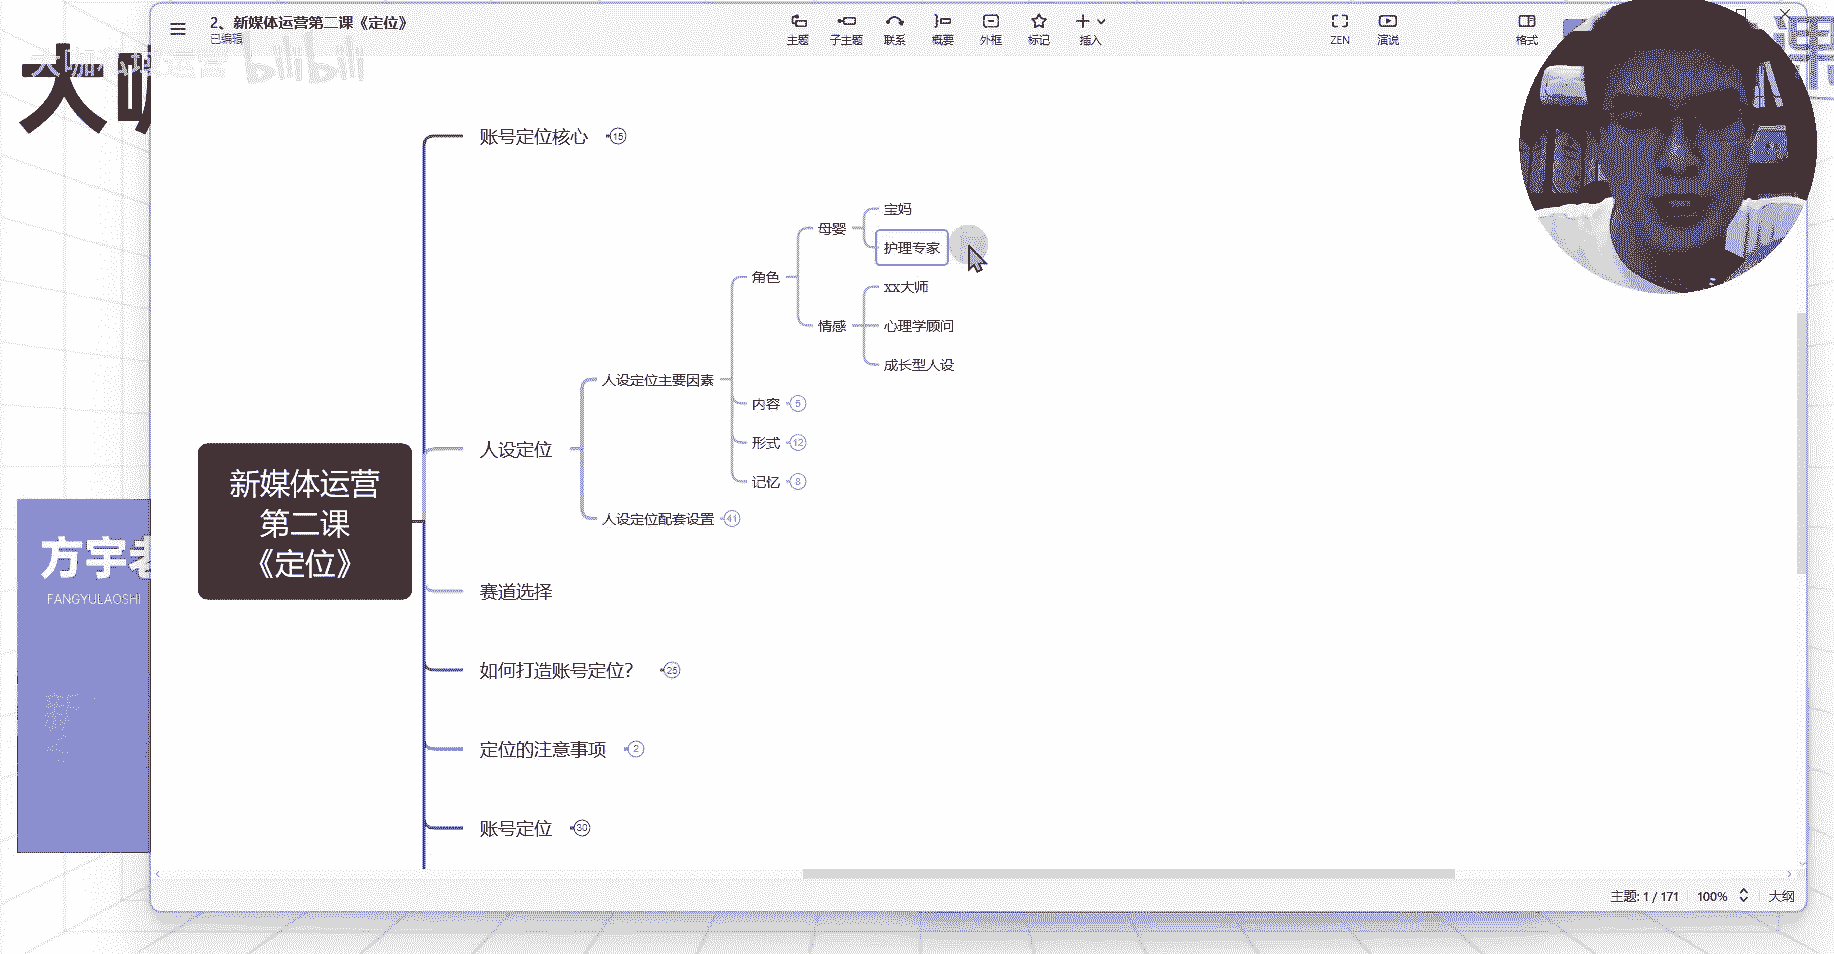 2、新媒体运营第二课《定位》
已编辑
主题
子主题
联系
概要
外框
标记
插入
ZEN
演说
格式
大咖私域运营
bilibili
大咖
课
账号定位核心
15
宝妈
母婴
护理专家
角色
xx大师
情感
心理学顾问
成长型人设
人设定位主要因素
内容
5
人设定位
形式
12
记忆
8
人设定位配套设置
41
新媒体运营
第二课
《定位》
赛道选择
如何打造账号定位？
25
定位的注意事项
2
账号定位
30
方宇老
FANGYULAOSHI
主题: 1 / 171
100%
大纲